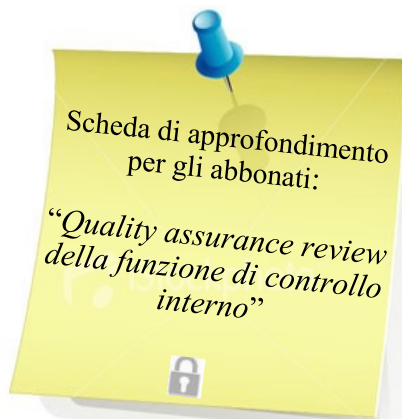 Scheda di approfondimento
per gli abbonati:
“Quality assurance review
della funzione di controllo
interno”